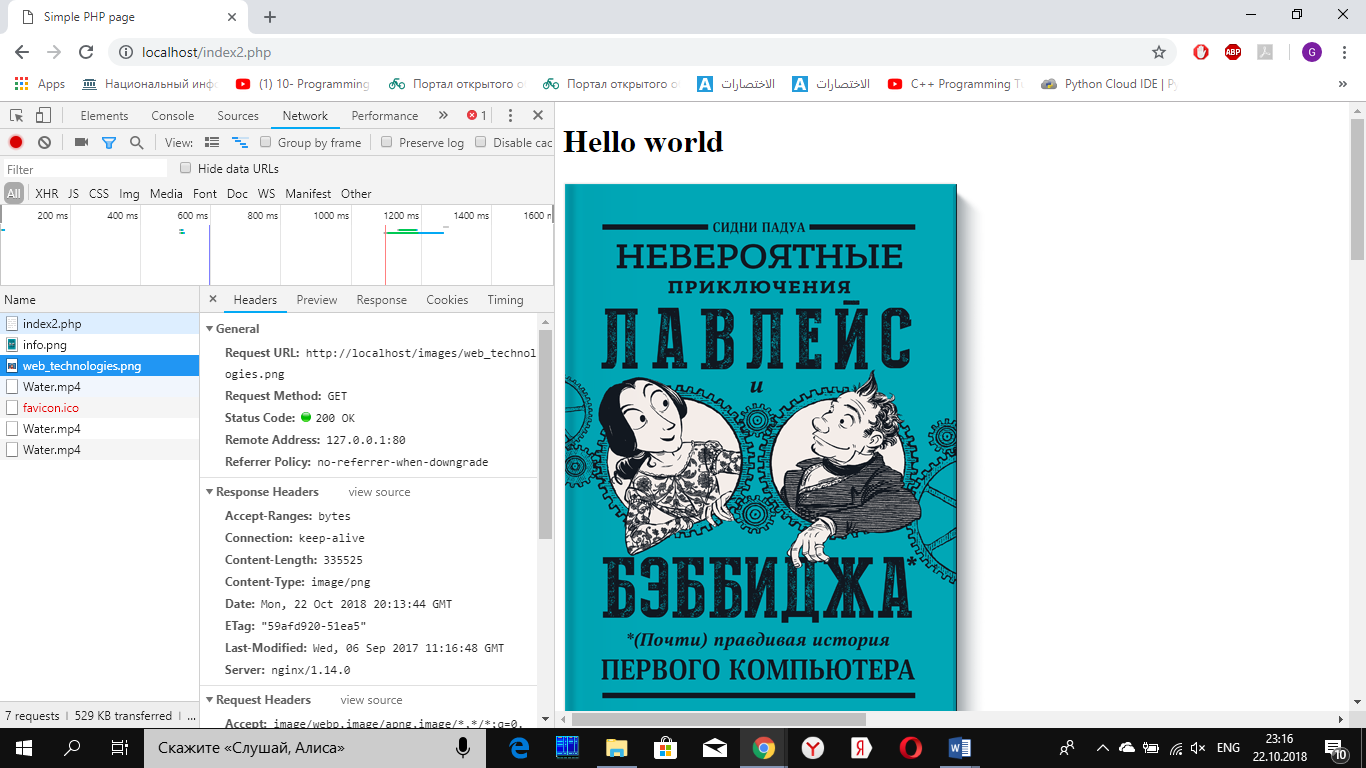 Simple PHP page
localhost/index2.php
ABP
G
Apps
Национальный инфо
(1) 10- Programming
Портал открытого о
Портал открытого о
الاختصارات
الاختصارات
C++ Programming Tu
Python Cloud IDE | Py
»
Elements Console Sources Network Performance » 1
View: Group by frame Preserve log Disable cac
Filter Hide data URLs
All XHR JS CSS Img Media Font Doc WS Manifest Other
200 ms 400 ms 600 ms 800 ms 1000 ms 1200 ms 1400 ms 1600 m
Name
index2.php
info.png
web_technologies.png
Water.mp4
favicon.ico
Water.mp4
Water.mp4
7 requests | 529 KB transferred | ...
Headers Preview Response Cookies Timing
General
Request URL: http://localhost/images/web_technol
ogies.png
Request Method: GET
Status Code: 200 OK
Remote Address: 127.0.0.1:80
Referrer Policy: no-referrer-when-downgrade
Response Headers view source
Accept-Ranges: bytes
Connection: keep-alive
Content-Length: 335525
Content-Type: image/png
Date: Mon, 22 Oct 2018 20:13:44 GMT
ETag: "59afd920-51ea5"
Last-Modified: Wed, 06 Sep 2017 11:16:48 GMT
Server: nginx/1.14.0
Request Headers view source
Accept: image/webp,image/apng,image/*,*/*;q=0.
Hello world
СИДНИ ПАДУА
НЕВЕРОЯТНЫЕ
ПРИКЛЮЧЕНИЯ
ЛАВЛЕЙС
и
БЭББИДЖА*
*(Почти) правдивая история
ПЕРВОГО КОМПЬЮТЕРА
Скажите «Слушай, Алиса»
ENG
23:16
22.10.2018
10